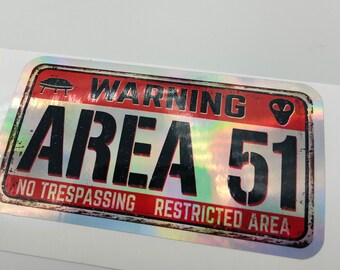 WARNING
AREA 51
NO TRESPASSING RESTRICTED AREA